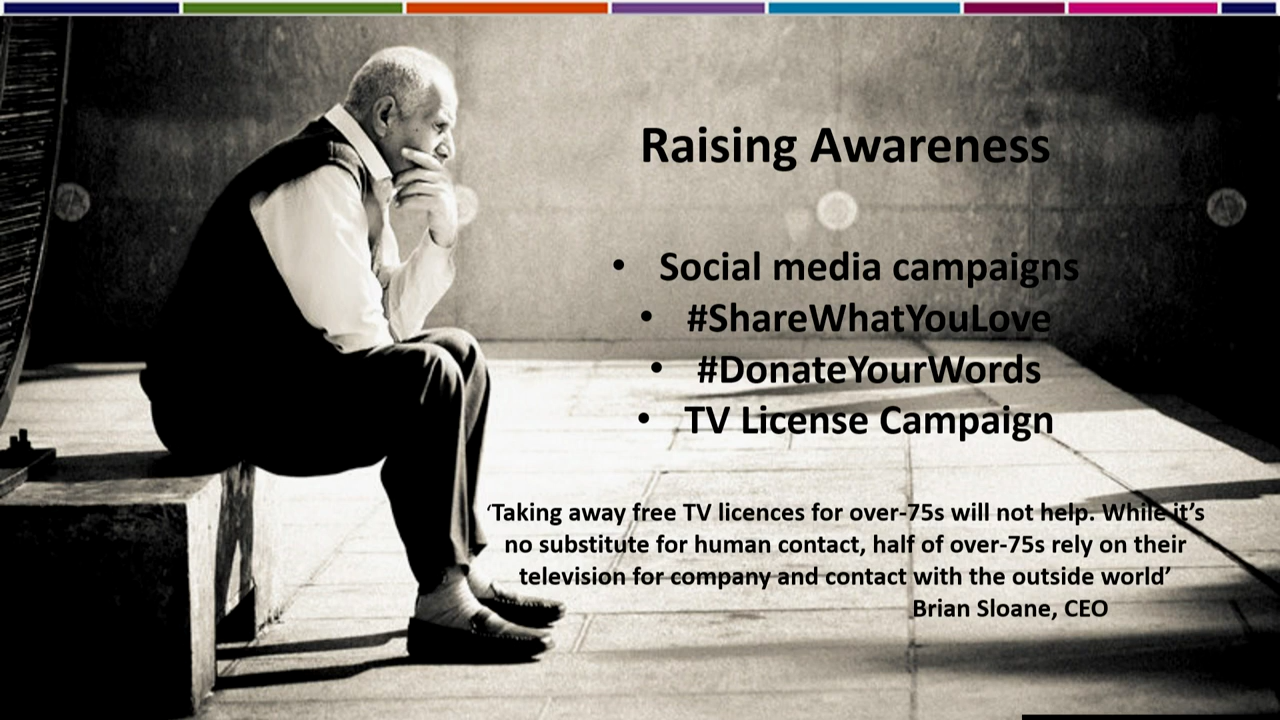 Raising Awareness
• Social media campaigns
• #ShareWhatYouLove
• #DonateYourWords
• TV License Campaign
‘Taking away free TV licences for over-75s will not help. While it’s
no substitute for human contact, half of over-75s rely on their
television for company and contact with the outside world’
Brian Sloane, CEO